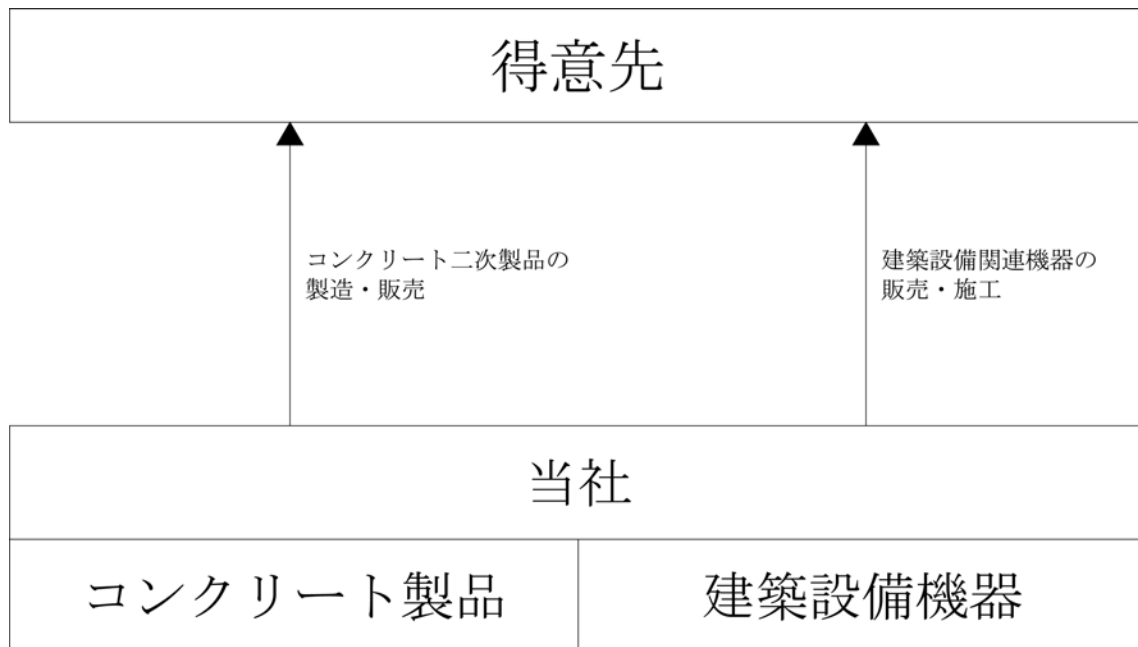 得意先
コンクリート二次製品の
製造・販売
建築設備関連機器の
販売・施工
当社
コンクリート製品
建築設備機器